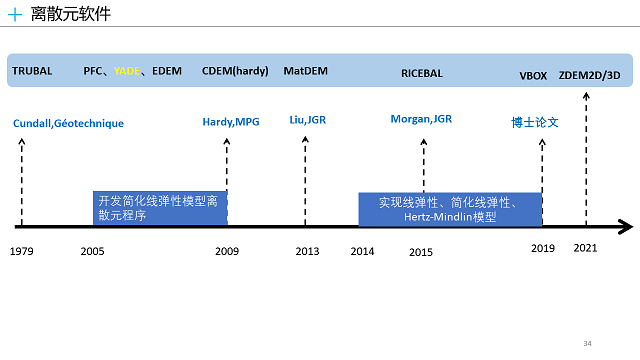 离散元软件
TRUBAL PFC、YADE、EDEM CDEM(hardy) MatDEM RICEBAL VBOX ZDEM2D/3D
Cundall,Géotechnique Hardy,MPG Liu,JGR Morgan,JGR 博士论文
开发简化线弹性模型离
散元程序
实现线弹性、简化线弹性、
Hertz-Mindlin模型
1979 2005 2009 2013 2014 2015 2019 2021
34